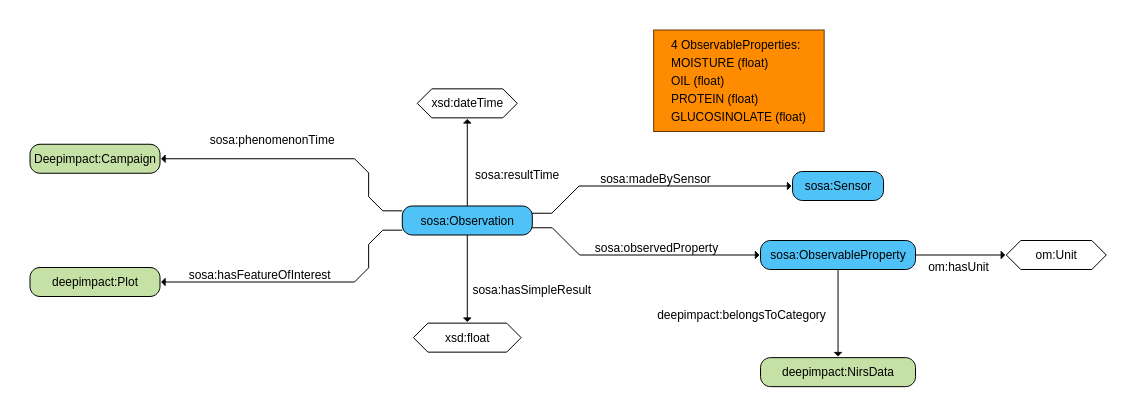 4 ObservableProperties:
MOISTURE (float)
OIL (float)
PROTEIN (float)
GLUCOSINOLATE (float)
xsd:dateTime
sosa:phenomenonTime
Deepimpact:Campaign
sosa:resultTime
sosa:madeBySensor
sosa:Sensor
sosa:Observation
sosa:observedProperty
sosa:ObservableProperty
om:hasUnit
om:Unit
sosa:hasFeatureOfInterest
deepimpact:Plot
sosa:hasSimpleResult
deepimpact:belongsToCategory
xsd:float
deepimpact:NirsData